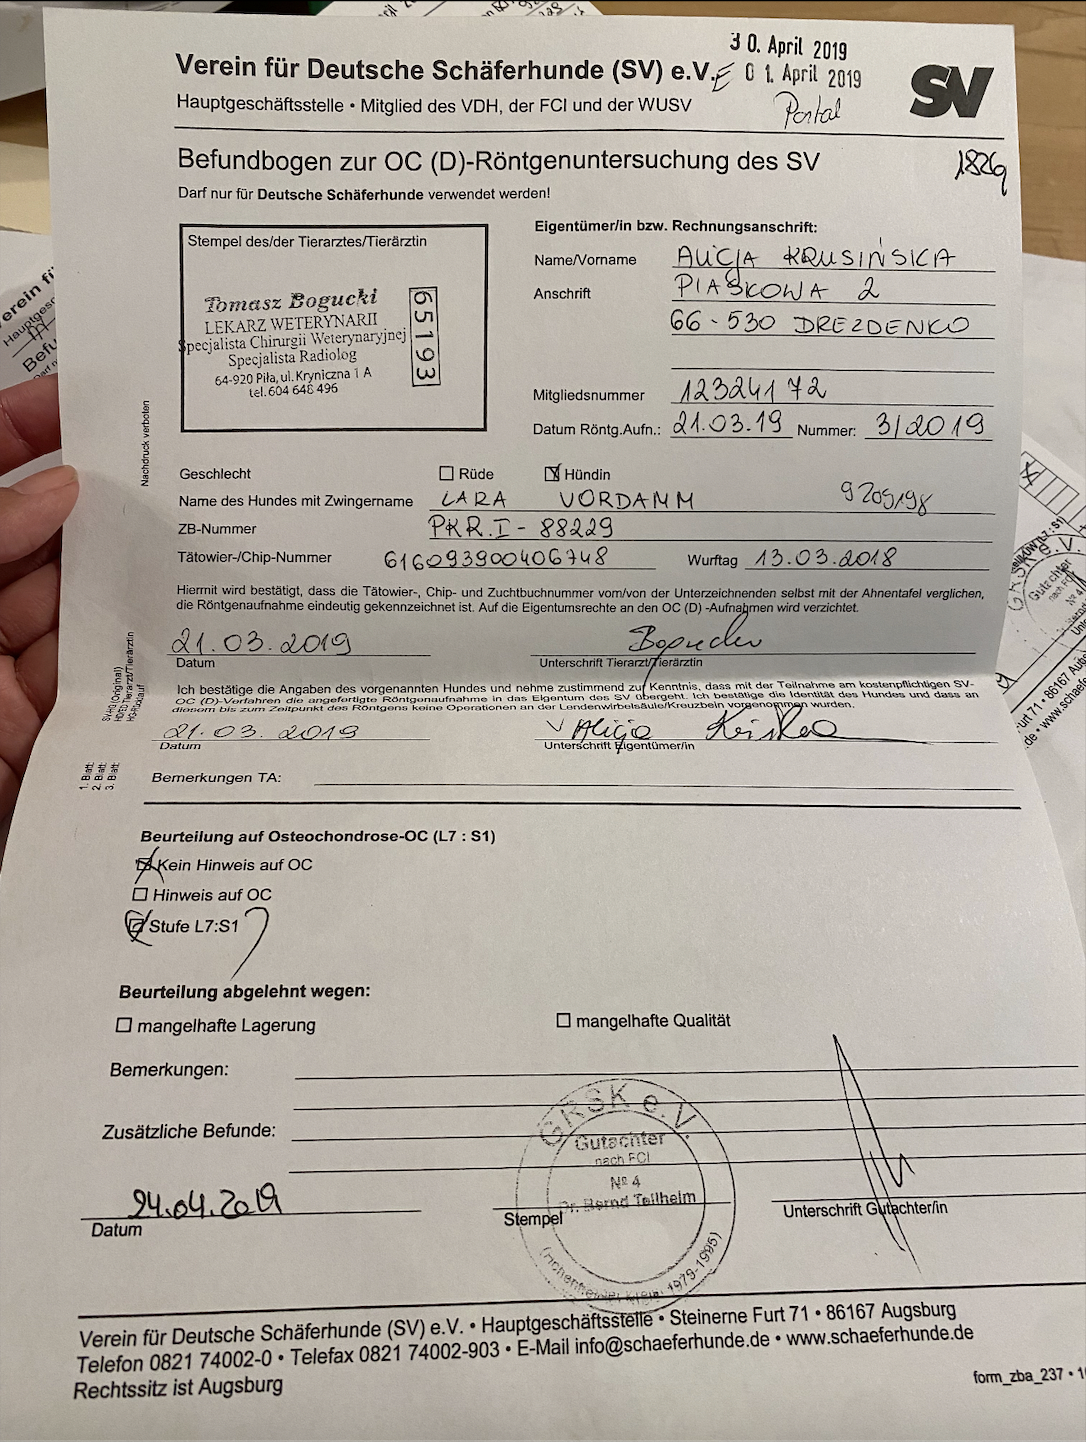 30. April 2019
Verein für Deutsche Schäferhunde (SV) e.V. E 01. April 2019
SV
Hauptgeschäftsstelle • Mitglied des VDH, der FCI und der WUSV
Portal
Befundbogen zur OC (D)-Röntgenuntersuchung des SV
182g
Darf nur für Deutsche Schäferhunde verwendet werden!
Stempel des/der Tierarztes/Tierärztin
Tomasz Bogucki
LEKARZ WETERYNARII
Specjalista Chirurgii Weterynaryjnej
Specjalista Radiolog
64-920 Piła, ul. Kryniczna 1 A
tel. 604 648 496
65193
Eigentümer/in bzw. Rechnungsanschrift:
Name/Vorname ALICJA KRUSIŃSKA
Anschrift PIASKOWA 2
66-530 DREZDENKO
Mitgliedsnummer 12324172
Datum Röntg.Aufn.: 21.03.19 Nummer: 3/2019
Nachdruck verboten
Geschlecht Rüde Hündin
Name des Hundes mit Zwingername LARA VORDAMM 9205198
ZB-Nummer PKR.I-88229
Tätowier-/Chip-Nummer 616093900406748 Wurftag 13.03.2018
Hiermit wird bestätigt, dass die Tätowier-, Chip- und Zuchtbuchnummer vom/von der Unterzeichnenden selbst mit der Ahnentafel verglichen,
die Röntgenaufnahme eindeutig gekennzeichnet ist. Auf die Eigentumsrechte an den OC (D) -Aufnahmen wird verzichtet.
21.03.2019
Datum Unterschrift Tierarzt/Tierärztin
Ich bestätige die Angaben des vorgenannten Hundes und nehme zustimmend zur Kenntnis, dass mit der Teilnahme am kostenpflichtigen SV-
OC (D)-Verfahren die angefertigte Röntgenaufnahme in das Eigentum des SV übergeht. Ich bestätige die Identität des Hundes und dass an
diesem bis zum Zeitpunkt des Röntgens keine Operationen an der Lendenwirbelsäule/Kreuzbein vorgenommen wurden.
21.03.2019
Datum Unterschrift Eigentümer/in
1. Blatt:
2. Blatt:
3. Blatt:
Bemerkungen TA:
Beurteilung auf Osteochondrose-OC (L7 : S1)
Kein Hinweis auf OC
Hinweis auf OC
Stufe L7:S1
Beurteilung abgelehnt wegen:
mangelhafte Lagerung mangelhafte Qualität
Bemerkungen:
Zusätzliche Befunde:
GRSK e.V.
Gutachter
nach FCI
Nº 4
Dr. Bernd Tellhelm
24.04.2019
Datum Stempel Unterschrift Gutachter/in
Verein für Deutsche Schäferhunde (SV) e.V. • Hauptgeschäftsstelle • Steinerne Furt 71 • 86167 Augsburg
Telefon 0821 74002-0 • Telefax 0821 74002-903 • E-Mail info@schaeferhunde.de • www.schaeferhunde.de
Rechtssitz ist Augsburg
form_zba_237 •